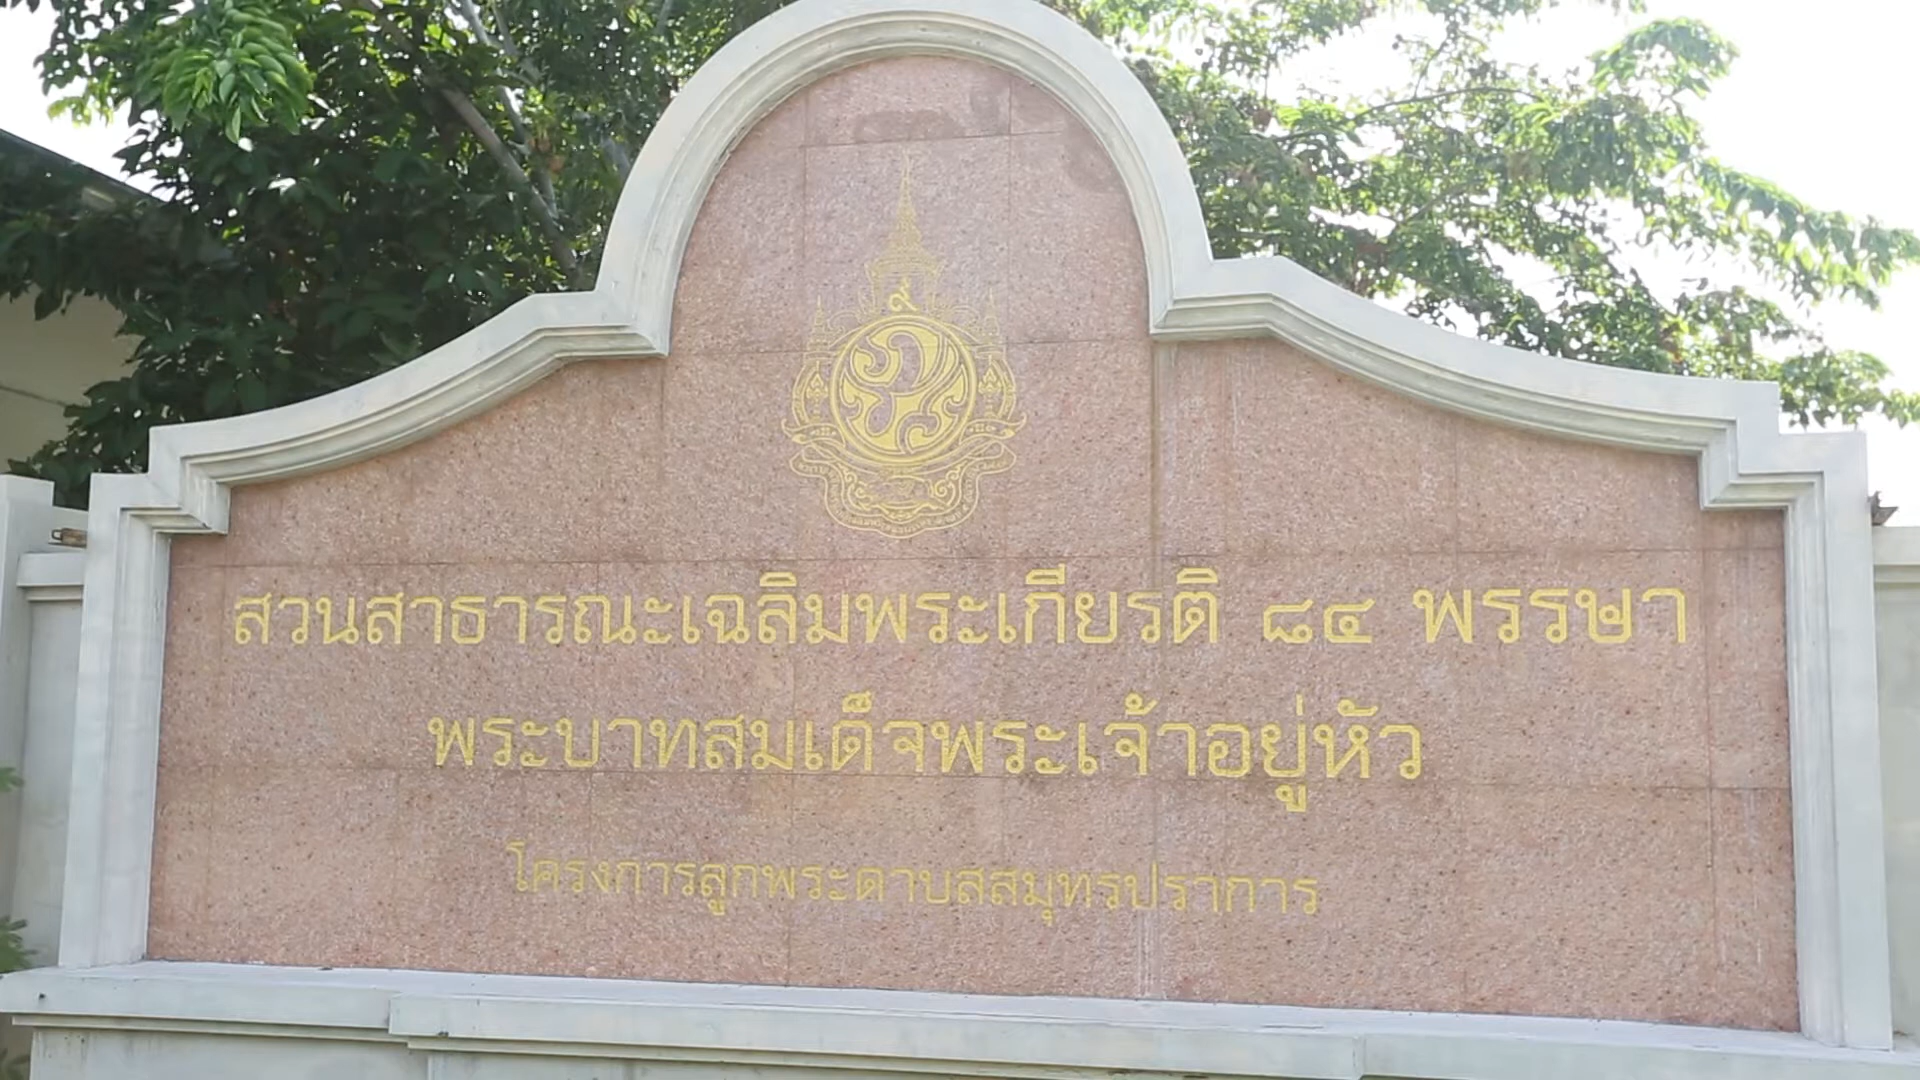 สวนสาธารณะเฉลิมพระเกียรติ ๘๔ พรรษา
พระบาทสมเด็จพระเจ้าอยู่หัว
โครงการลูกพระดาบสสมุทรปราการ